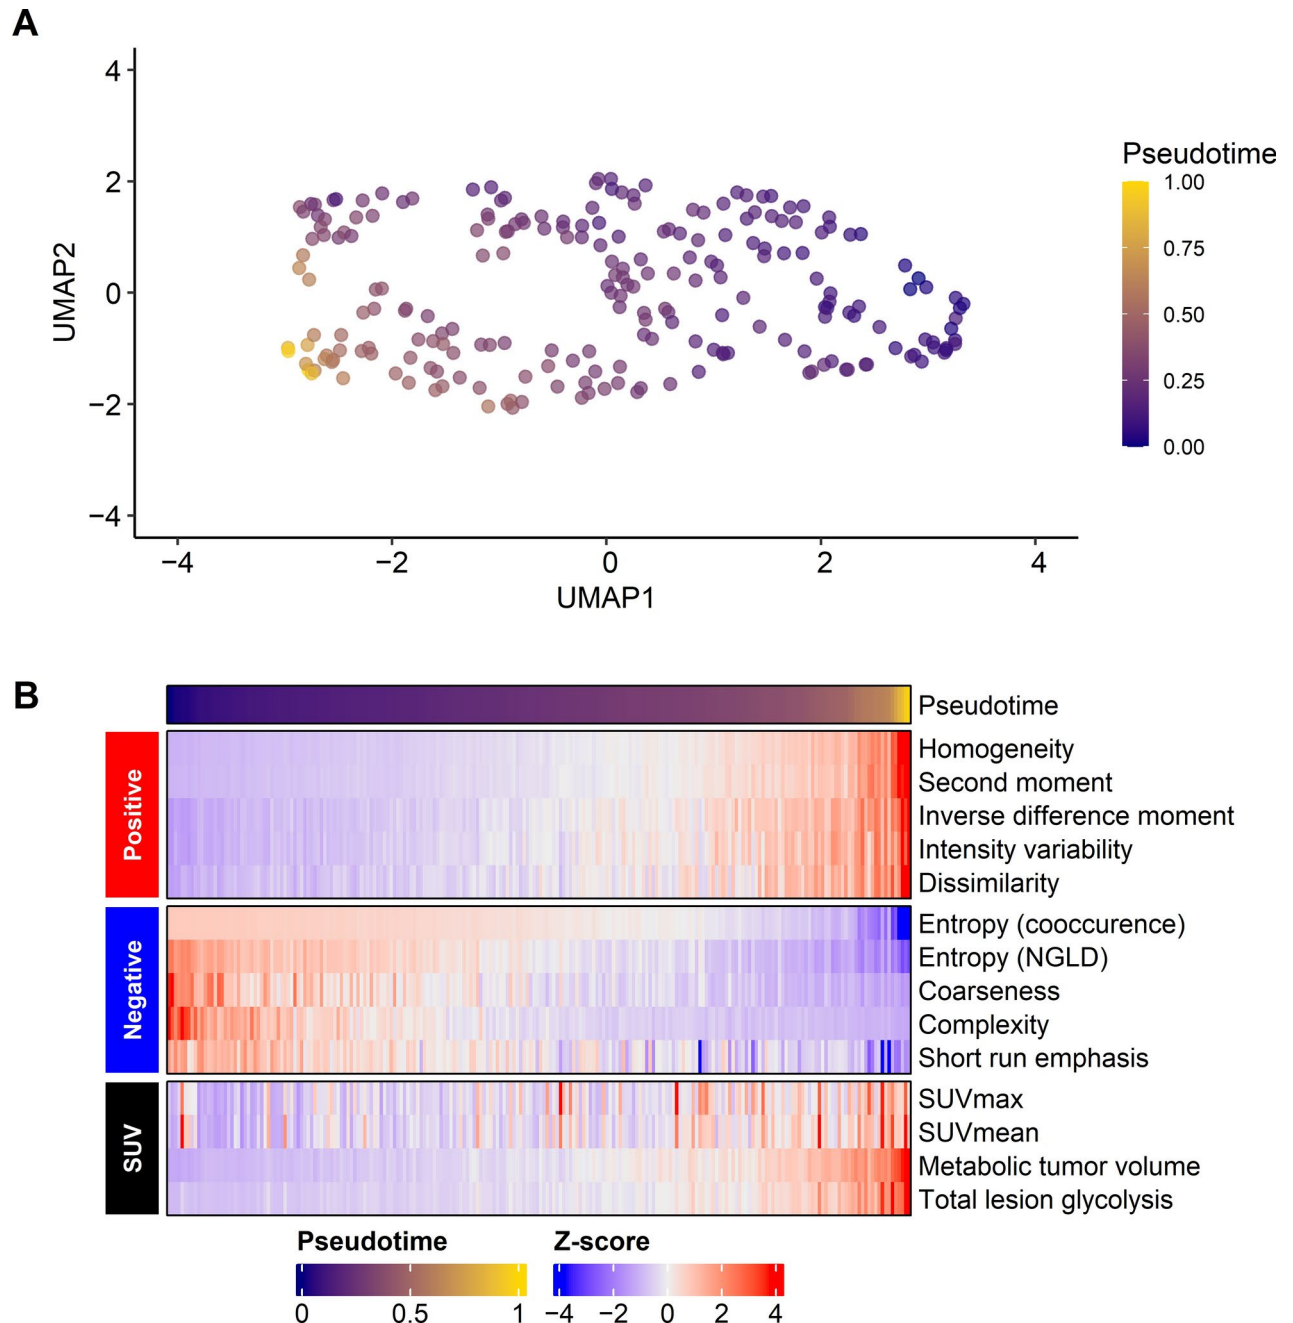 A
4
2
0
−2
−4
UMAP2
−4
−2
0
2
4
UMAP1
Pseudotime
1.00
0.75
0.50
0.25
0.00
B
Pseudotime
Positive
Homogeneity
Second moment
Inverse difference moment
Intensity variability
Dissimilarity
Negative
Entropy (cooccurence)
Entropy (NGLD)
Coarseness
Complexity
Short run emphasis
SUV
SUVmax
SUVmean
Metabolic tumor volume
Total lesion glycolysis
Pseudotime
0 0.5 1
Z-score
−4 −2 0 2 4